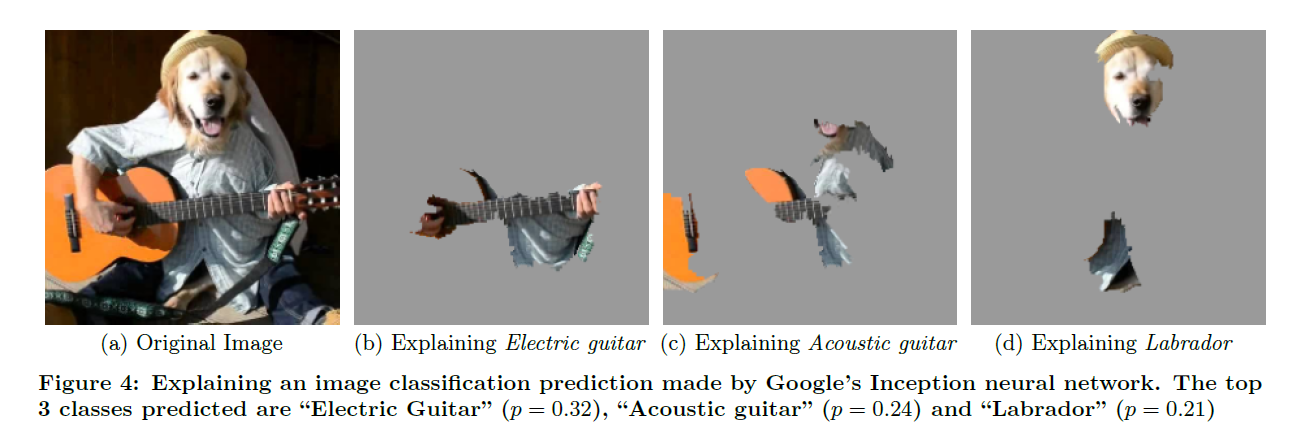 (a) Original Image
(b) Explaining Electric guitar
(c) Explaining Acoustic guitar
(d) Explaining Labrador
Figure 4: Explaining an image classification prediction made by Google's Inception neural network. The top
3 classes predicted are “Electric Guitar” (p = 0.32), “Acoustic guitar” (p = 0.24) and “Labrador” (p = 0.21)